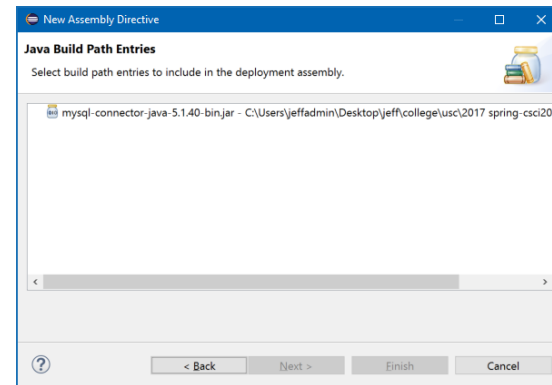 New Assembly Directive
Java Build Path Entries
Select build path entries to include in the deployment assembly.
mysql-connector-java-5.1.40-bin.jar - C:\Users\jeffadmin\Desktop\jeff\college\usc\2017 spring-csci20
< Back Next > Finish Cancel